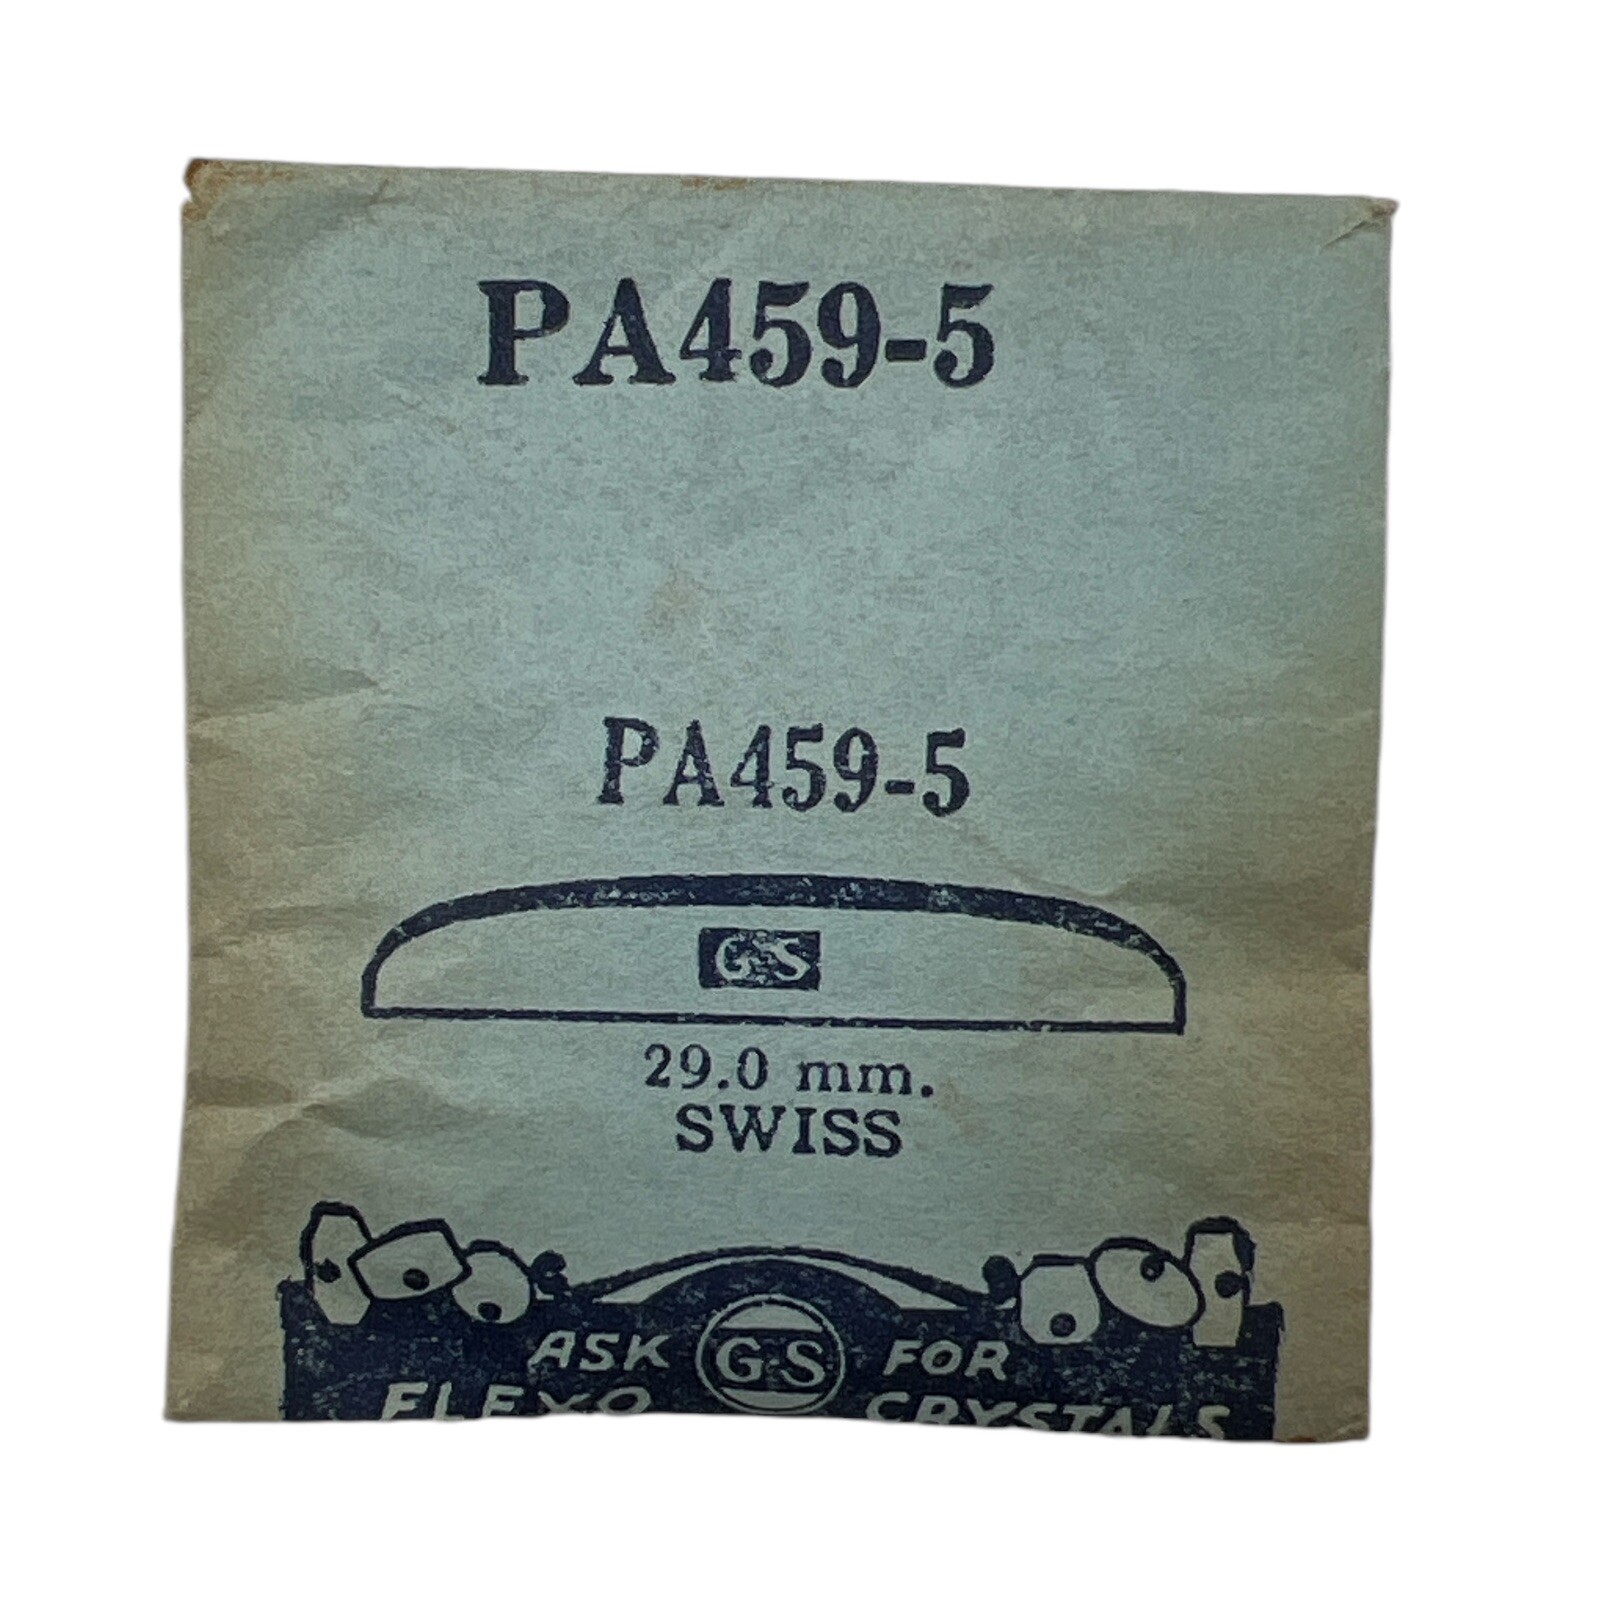 PA459-5
PA459-5
G-S
29.0 mm.
SWISS
ASK G-S FOR
FLEXO CRYSTALS